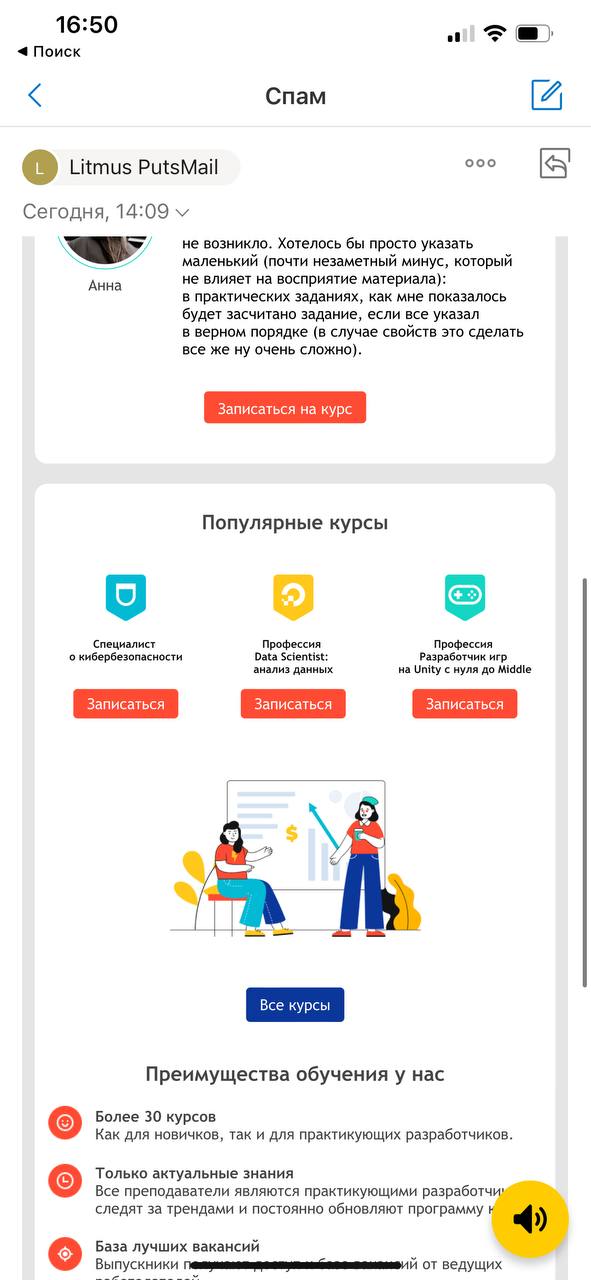 16:50
Поиск
Спам
L Litmus PutsMail
Сегодня, 14:09
не возникло. Хотелось бы просто указать
маленький (почти незаметный минус, который
не влияет на восприятие материала):
в практических заданиях, как мне показалось
будет засчитано задание, если все указал
в верном порядке (в случае свойств это сделать
все же ну очень сложно).
Анна
Записаться на курс
Популярные курсы
Специалист
о кибербезопасности
Профессия
Data Scientist:
анализ данных
Профессия
Разработчик игр
на Unity с нуля до Middle
Записаться
Записаться
Записаться
$
Все курсы
Преимущества обучения у нас
Более 30 курсов
Как для новичков, так и для практикующих разработчиков.
Только актуальные знания
Все преподаватели являются практикующими
следят за трендами и постоянно обновляют программу
База лучших вакансий
Выпускники от ведущих